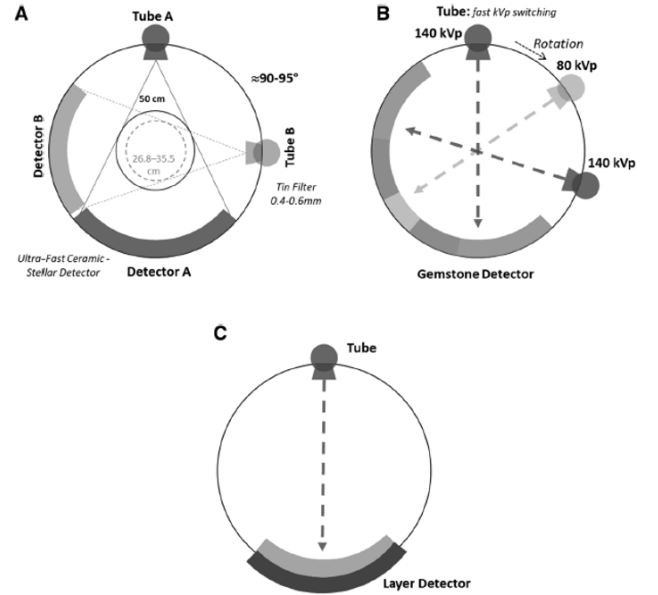 A
Tube A
≈90-95°
50 cm
Detector B
26.8–35.5
cm
Tube B
Tin Filter
0.4-0.6mm
Ultra–Fast Ceramic -
Stellar Detector
Detector A
B
Tube: fast kVp switching
140 kVp
Rotation
80 kVp
140 kVp
Gemstone Detector
C
Tube
Layer Detector